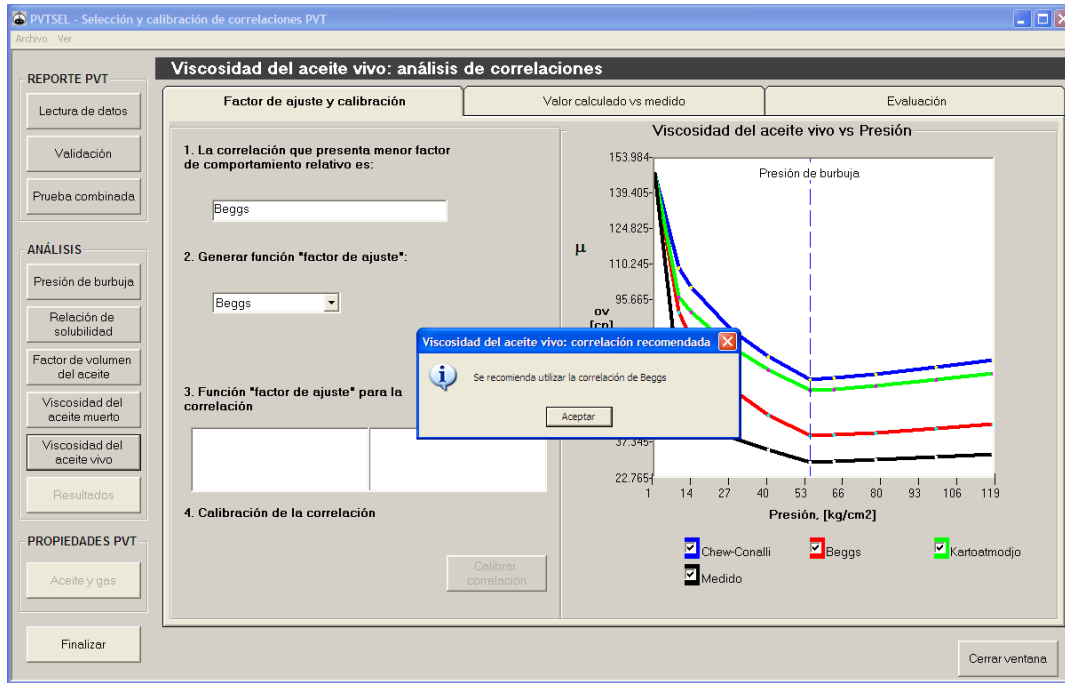 PVTSEL - Selección y calibración de correlaciones PVT
Archivo Ver
REPORTE PVT
Lectura de datos
Validación
Prueba combinada
ANÁLISIS
Presión de burbuja
Relación de
solubilidad
Factor de volumen
del aceite
Viscosidad del
aceite muerto
Viscosidad del
aceite vivo
Resultados
PROPIEDADES PVT
Aceite y gas
Finalizar
Viscosidad del aceite vivo: análisis de correlaciones
Factor de ajuste y calibración
Valor calculado vs medido
Evaluación
1. La correlación que presenta menor factor
de comportamiento relativo es:
Beggs
2. Generar función "factor de ajuste":
Beggs
3. Función "factor de ajuste" para la
correlación
4. Calibración de la correlación
Calibrar
correlación
Viscosidad del aceite vivo: correlación recomendada
Se recomienda utilizar la correlación de Beggs
Aceptar
Viscosidad del aceite vivo vs Presión
Presión de burbuja
153.984
139.405
124.825
110.245
95.665
37.345
22.765
µ
ov
[cp]
1 14 27 40 53 66 80 93 106 119
Presión, [kg/cm2]
Chew-Conalli
Beggs
Kartoatmodjo
Medido
Cerrar ventana